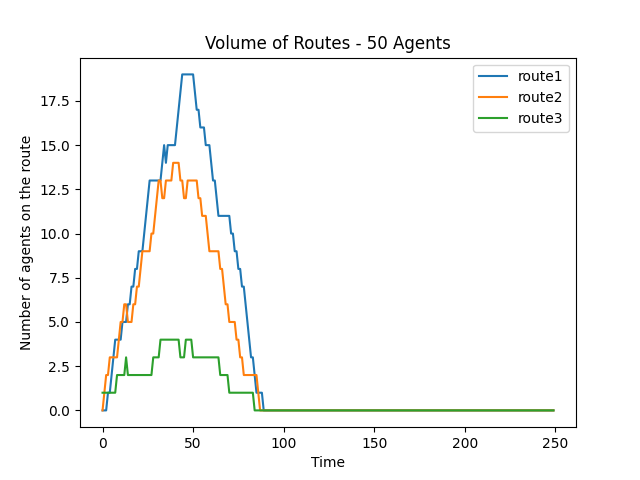 Volume of Routes - 50 Agents
route1
route2
route3
Number of agents on the route
17.5
15.0
12.5
10.0
7.5
5.0
2.5
0.0
0 50 100 150 200 250
Time